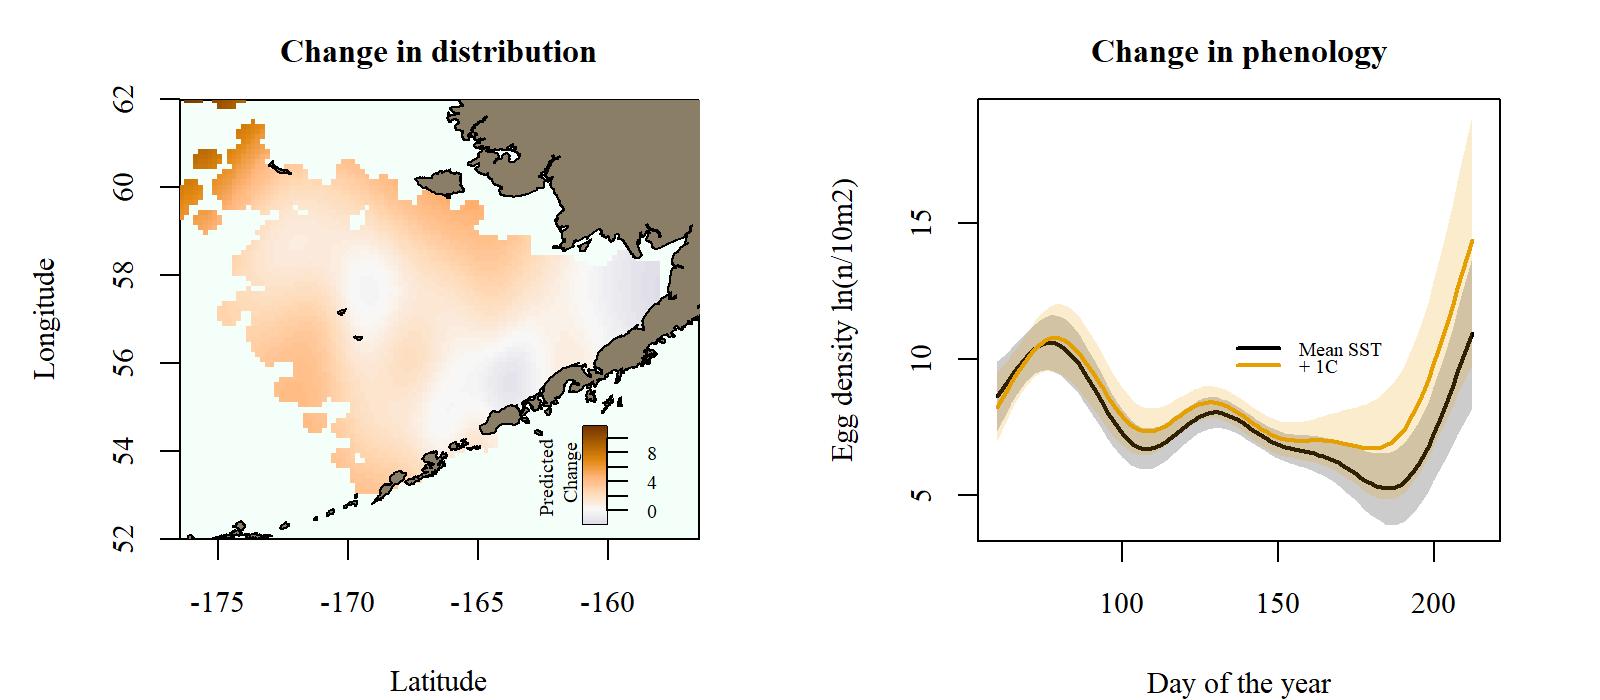 Change in distribution
Longitude
62
60
58
56
54
52
Predicted
Change
8
4
0
-175
-170
-165
-160
Latitude
Change in phenology
Egg density ln(n/10m2)
15
10
5
Mean SST
+ 1C
100
150
200
Day of the year